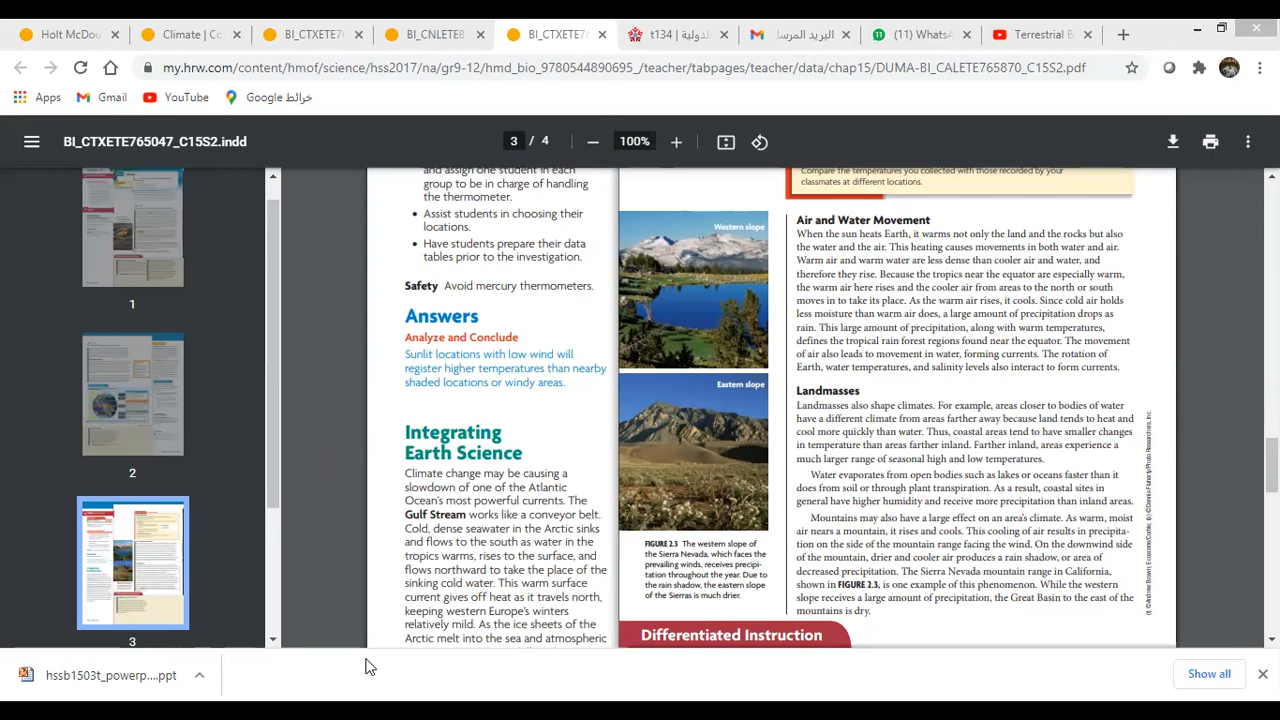 Holt McDou
Climate | Co
BI_CTXETE76
BI_CNLETE8
BI_CTXETE76
t134 | الدولية
البريد المرسل
(11) WhatsA
Terrestrial B
my.hrw.com/content/hmof/science/hss2017/na/gr9-12/hmd_bio_9780544890695_/teacher/tabpages/teacher/data/chap15/DUMA-BI_CALETE765870_C15S2.pdf
Apps
Gmail
YouTube
خرائط Google
BI_CTXETE765047_C15S2.indd
3 / 4
100%
1
2
3
and assign one student in each
group to be in charge of handling
the thermometer.
• Assist students in choosing their
locations.
• Have students prepare their data
tables prior to the investigation.
Safety Avoid mercury thermometers.
Answers
Analyze and Conclude
Sunlit locations with low wind will
register higher temperatures than nearby
shaded locations or windy areas.
Integrating
Earth Science
Climate change may be causing a
slowdown of one of the Atlantic
Ocean's most powerful currents. The
Gulf Stream works like a conveyor belt.
Cold, dense seawater in the Arctic sinks
and flows to the south as water in the
tropics warms, rises to the surface, and
flows northward to take the place of the
sinking cold water. This warm surface
current gives off heat as it travels north,
keeping western Europe's winters
relatively mild. As the ice sheets of the
Arctic melt into the sea and atmospheric
Western slope
Eastern slope
FIGURE 2.3 The western slope of
the Sierra Nevada, which faces the
prevailing winds, receives precipi-
tation throughout the year. Due to
the rain shadow, the eastern slope
of the Sierras is much drier.
Differentiated Instruction
Compare the temperatures you collected with those recorded by your
classmates at different locations.
Air and Water Movement
When the sun heats Earth, it warms not only the land and the rocks but also
the water and the air. This heating causes movements in both water and air.
Warm air and warm water are less dense than cooler air and water, and
therefore they rise. Because the tropics near the equator are especially warm,
the warm air here rises and the cooler air from areas to the north or south
moves in to take its place. As the warm air rises, it cools. Since cold air holds
less moisture than warm air does, a large amount of precipitation drops as
rain. This large amount of precipitation, along with warm temperatures,
defines the tropical rain forest regions found near the equator. The movement
of air also leads to movement in water, forming currents. The rotation of
Earth, water temperatures, and salinity levels also interact to form currents.
Landmasses
Landmasses also shape climates. For example, areas closer to bodies of water
have a different climate from areas farther away because land tends to heat and
cool more quickly than water. Thus, coastal areas tend to have smaller changes
in temperature than areas farther inland. Farther inland, areas experience a
much larger range of seasonal high and low temperatures.
Water evaporates from open bodies such as lakes or oceans faster than it
does from soil or through plant transpiration. As a result, coastal sites in
general have higher humidity and receive more precipitation than inland areas.
Mountains may also have a large effect on an area's climate. As warm, moist
air nears a mountain, it rises and cools. This cooling of air results in precipita-
tion on the side of the mountain range facing the wind. On the downwind side
of the mountain, drier and cooler air produces a rain shadow, or area of
decreased precipitation. The Sierra Nevada mountain range in California,
shown in FIGURE 2.3, is one example of this phenomenon. While the western
slope receives a large amount of precipitation, the Great Basin to the east of the
mountains is dry.
hssb1503t_powerp....ppt
Show all